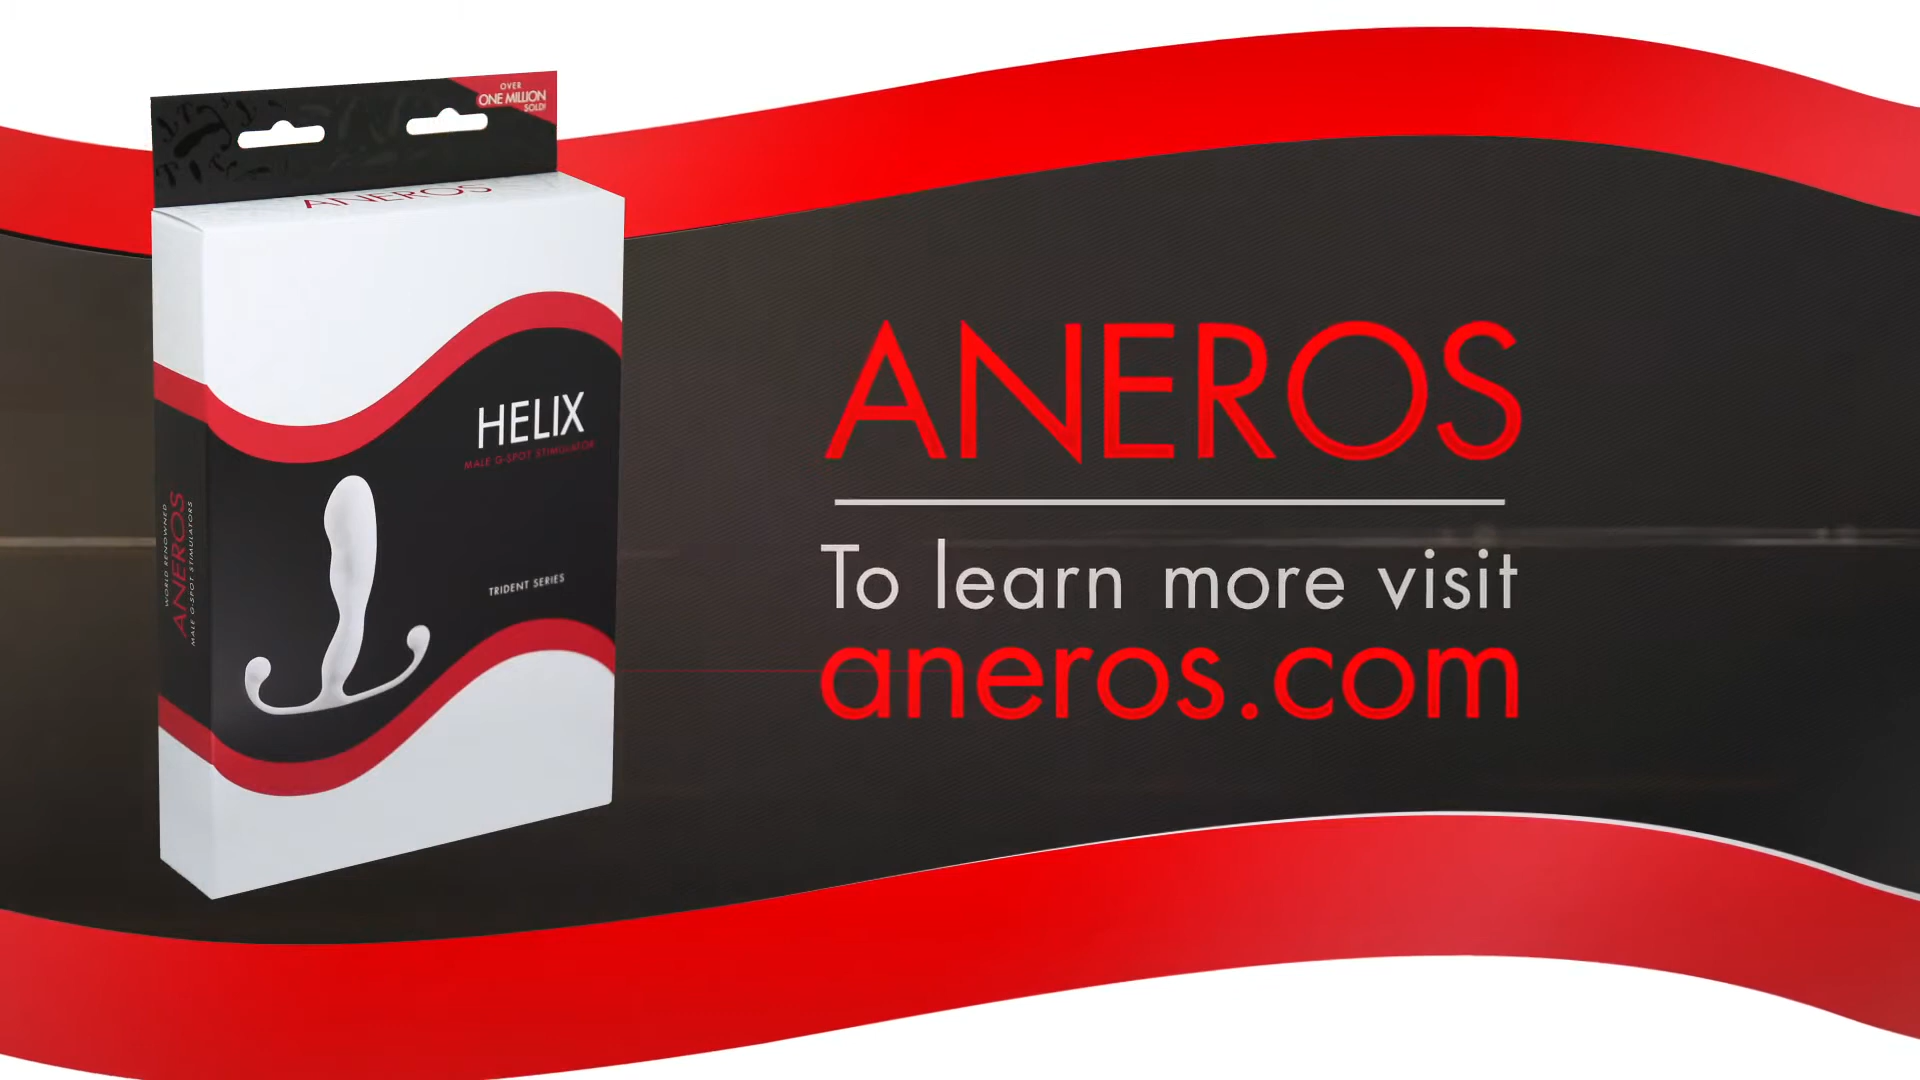 OVER
ONE MILLION
SOLD!
ANEROS
HELIX
MALE G-SPOT STIMULATOR
TRIDENT SERIES
WORLD RENOWNED
ANEROS
MALE G-SPOT STIMULATORS
ANEROS
To learn more visit
aneros.com